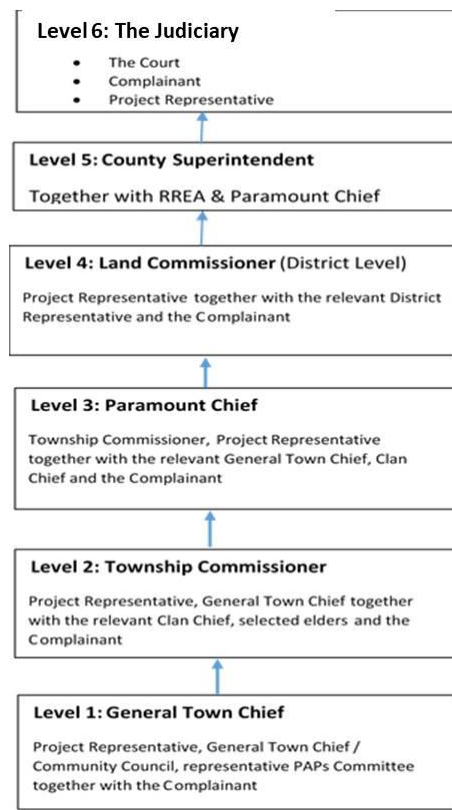 Level 6: The Judiciary
• The Court
• Complainant
• Project Representative
Level 5: County Superintendent
Together with RREA & Paramount Chief
Level 4: Land Commissioner (District Level)
Project Representative together with the relevant District
Representative and the Complainant
Level 3: Paramount Chief
Township Commissioner, Project Representative
together with the relevant General Town Chief, Clan
Chief and the Complainant
Level 2: Township Commissioner
Project Representative, General Town Chief together
with the relevant Clan Chief, selected elders and the
Complainant
Level 1: General Town Chief
Project Representative, General Town Chief /
Community Council, representative PAPs Committee
together with the Complainant